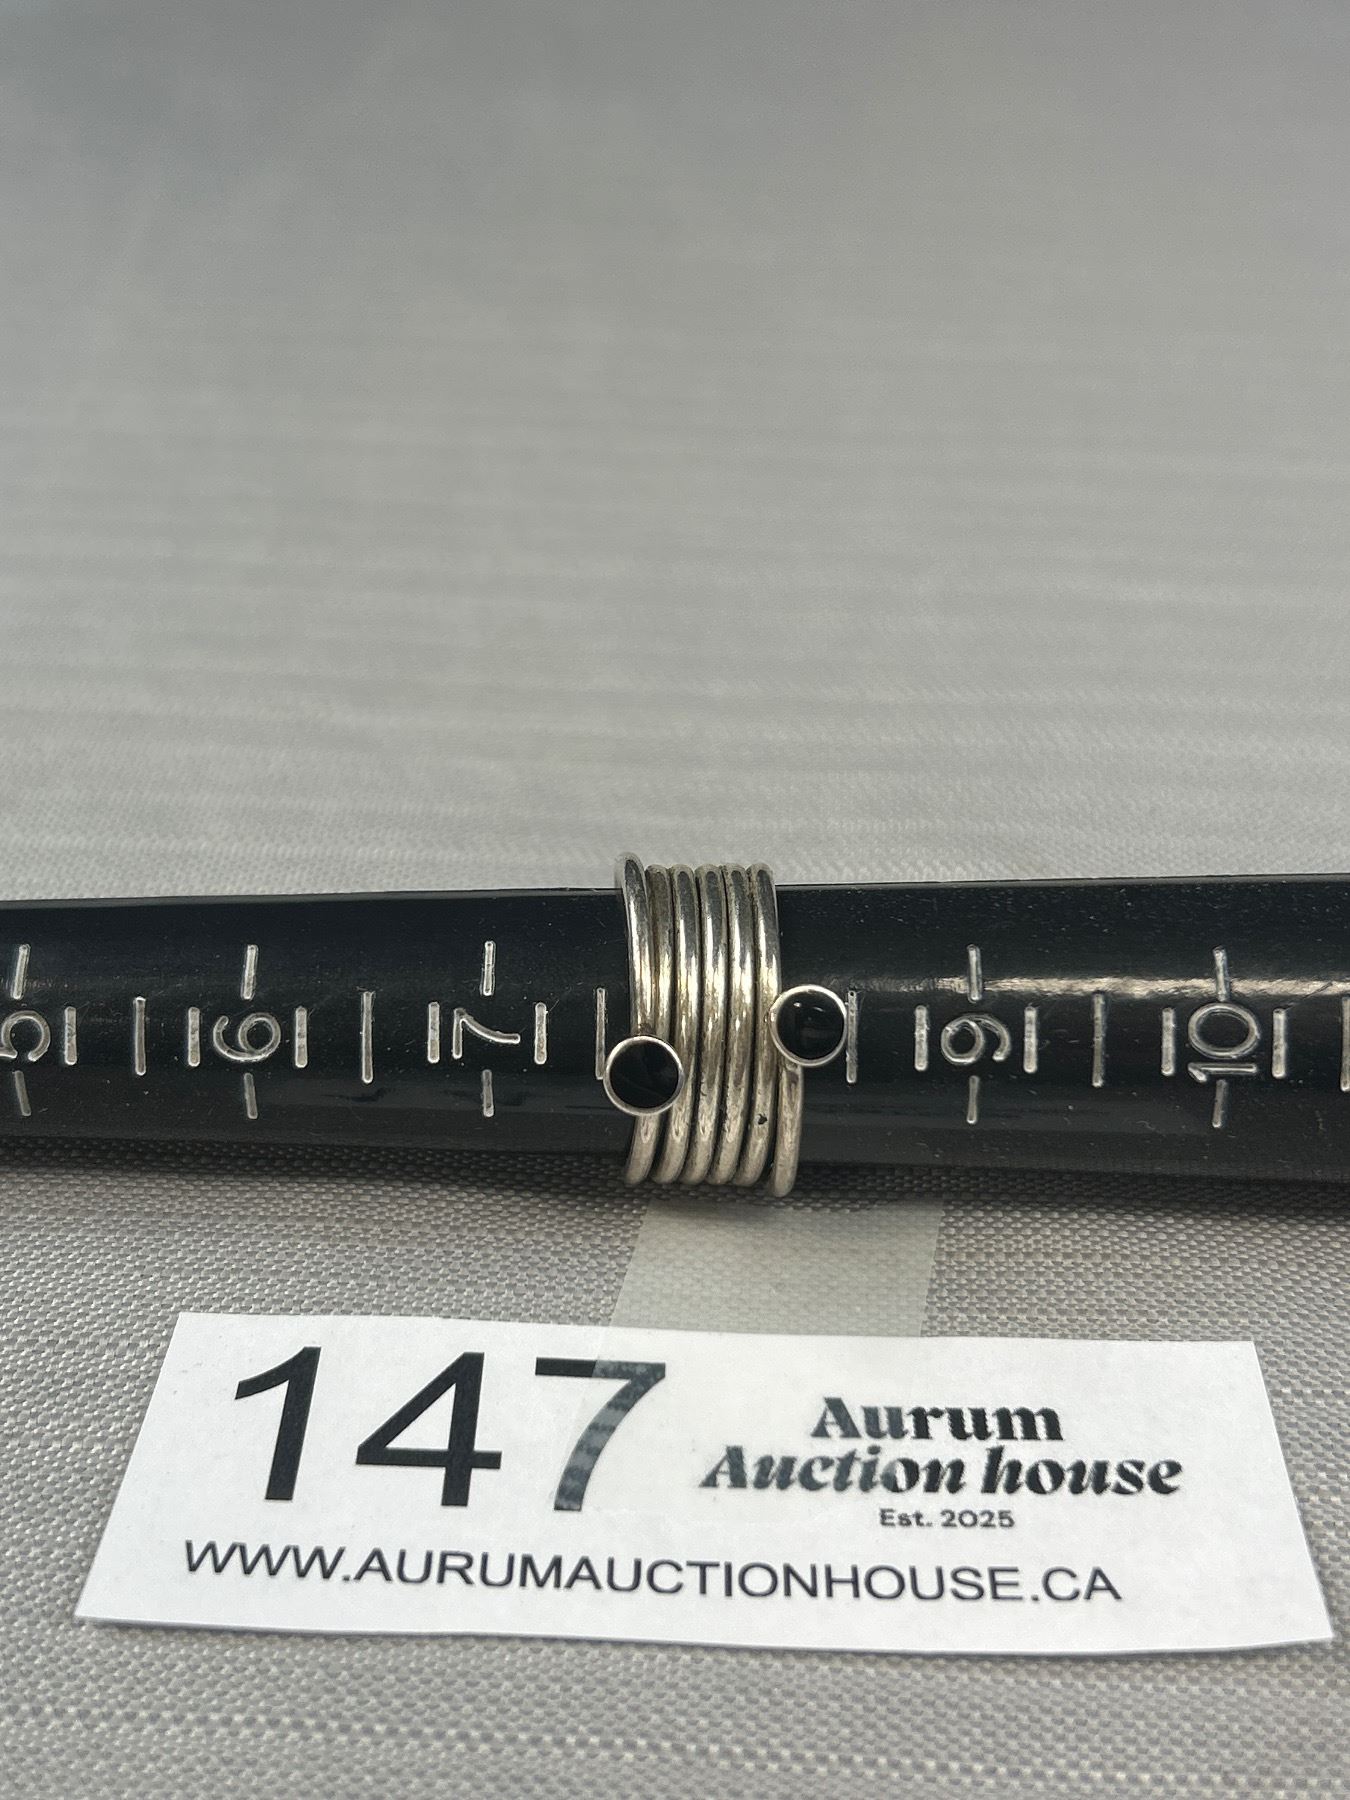 5 6 7 9 10
147
Aurum
Auction house
Est. 2025
WWW.AURUMAUCTIONHOUSE.CA